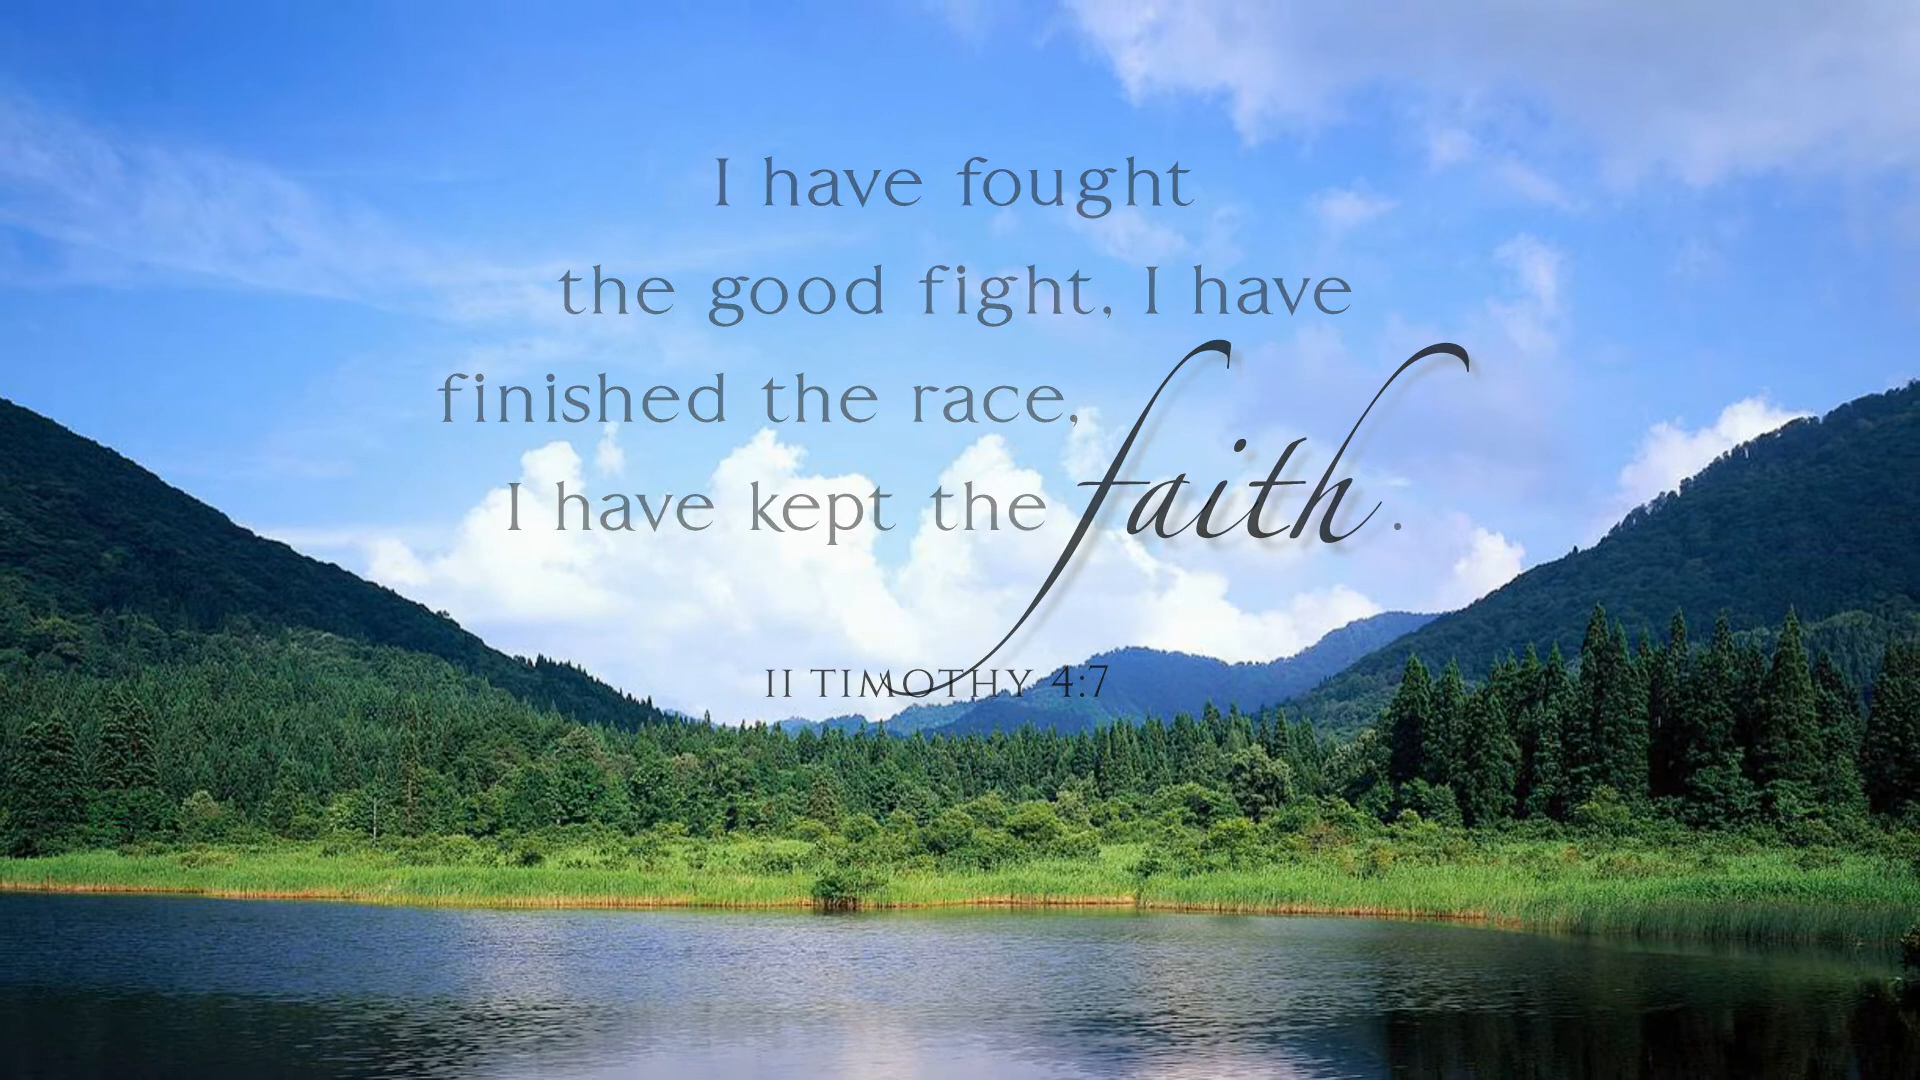 I have fought
the good fight, I have
finished the race,
I have kept the faith.
II TIMOTHY 4:7